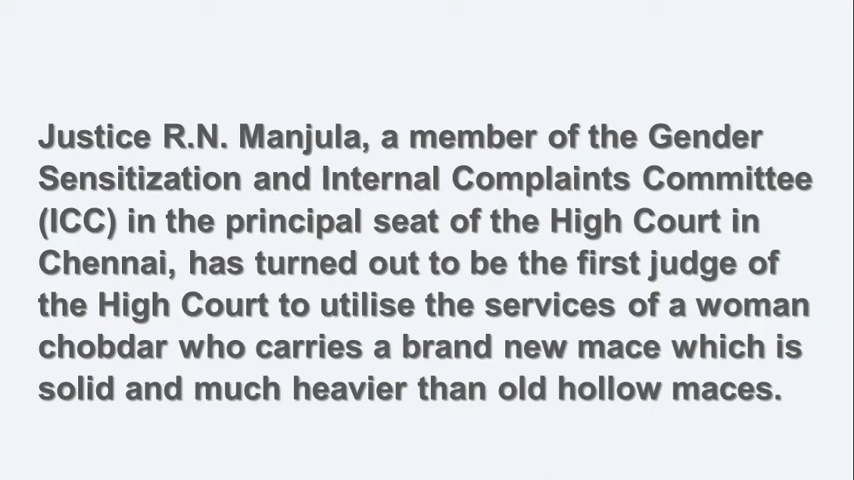 Justice R.N. Manjula, a member of the Gender
Sensitization and Internal Complaints Committee
(ICC) in the principal seat of the High Court in
Chennai, has turned out to be the first judge of
the High Court to utilise the services of a woman
chobdar who carries a brand new mace which is
solid and much heavier than old hollow maces.